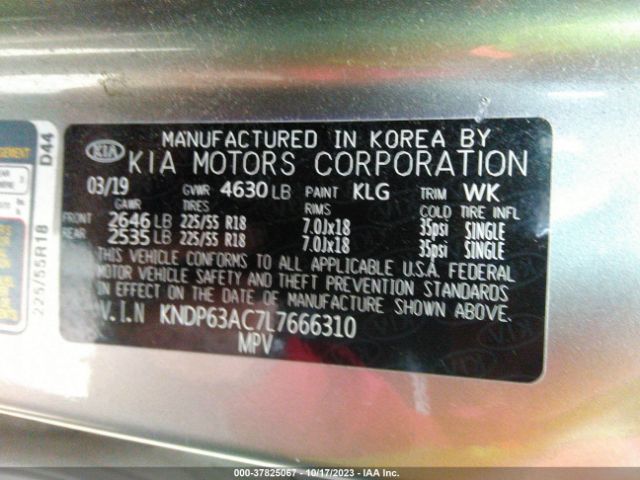 MANUFACTURED IN KOREA BY
KIA KIA MOTORS CORPORATION
03/19 GVWR 4630 LB PAINT KLG TRIM WK
GAWR TIRES RIMS COLD TIRE INFL
FRONT 2646 LB 225/55 R18 7.0Jx18 35psi SINGLE
REAR 2535 LB 225/55 R18 7.0Jx18 35psi SINGLE
THIS VEHICLE CONFORMS TO ALL APPLICABLE U.S.A. FEDERAL
MOTOR VEHICLE SAFETY AND THEFT PREVENTION STANDARDS
IN EFFECT ON THE DATE OF MANUFACTURE SHOWN ABOVE.
V.I.N KNDP63AC7L7666310
MPV
D44
225/55R18
000-37825067 - 10/17/2023 - IAA Inc.